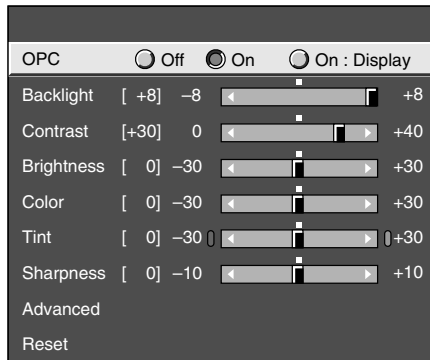 OPC Off On On : Display
Backlight [ +8] –8 +8
Contrast [+30] 0 +40
Brightness [ 0] –30 +30
Color [ 0] –30 +30
Tint [ 0] –30 +30
Sharpness [ 0] –10 +10
Advanced
Reset